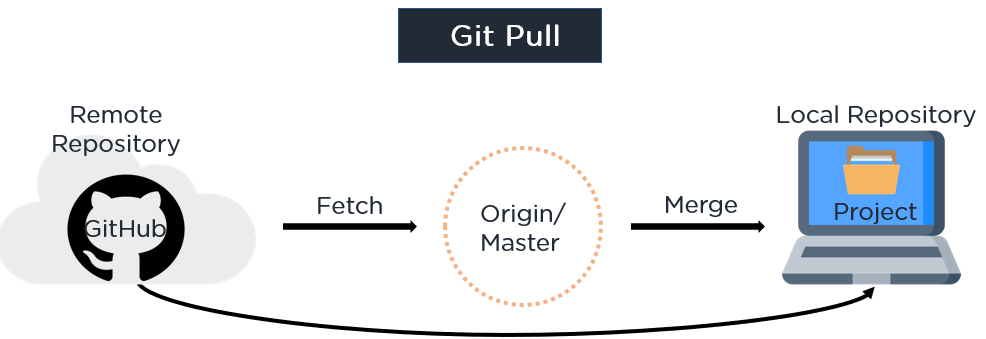 Git Pull
Remote
Repository
GitHub
Fetch
Origin/
Master
Merge
Local Repository
Project